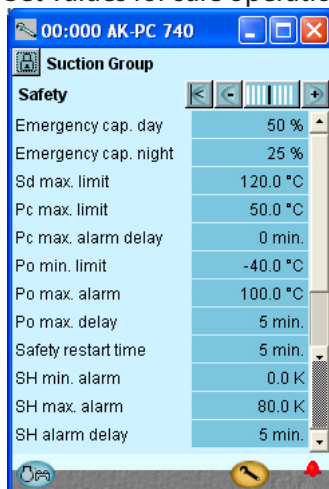 Set values for safe operatio
00:000 AK-PC 740
Suction Group
Safety
Emergency cap. day 50 %
Emergency cap. night 25 %
Sd max. limit 120.0 °C
Pc max. limit 50.0 °C
Pc max. alarm delay 0 min.
Po min. limit -40.0 °C
Po max. alarm 100.0 °C
Po max. delay 5 min.
Safety restart time 5 min.
SH min. alarm 0.0 K
SH max. alarm 80.0 K
SH alarm delay 5 min.